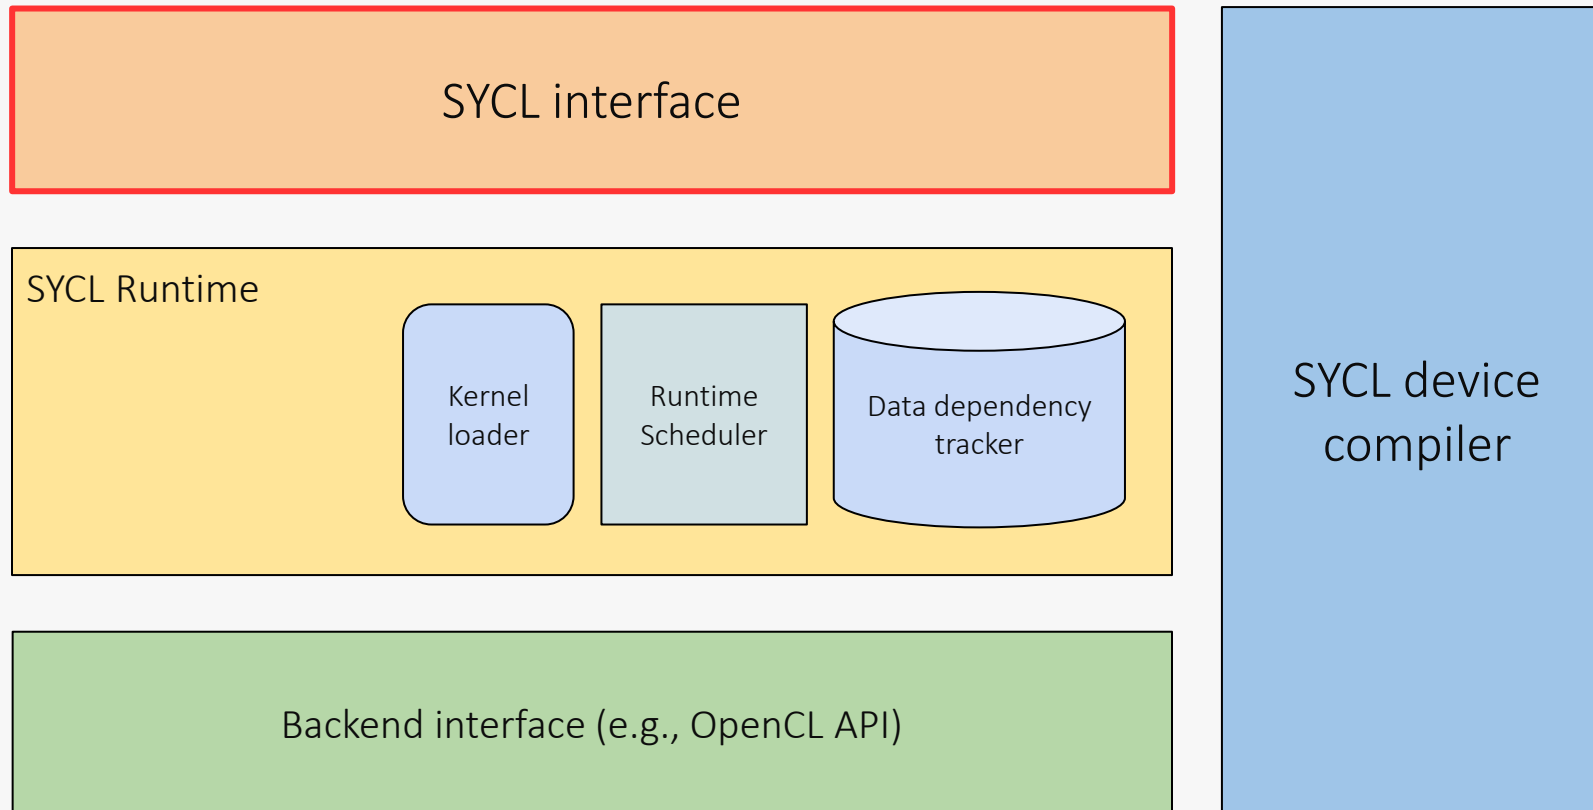 SYCL interface
SYCL Runtime
Kernel
loader
Runtime
Scheduler
Data dependency
tracker
Backend interface (e.g., OpenCL API)
SYCL device
compiler